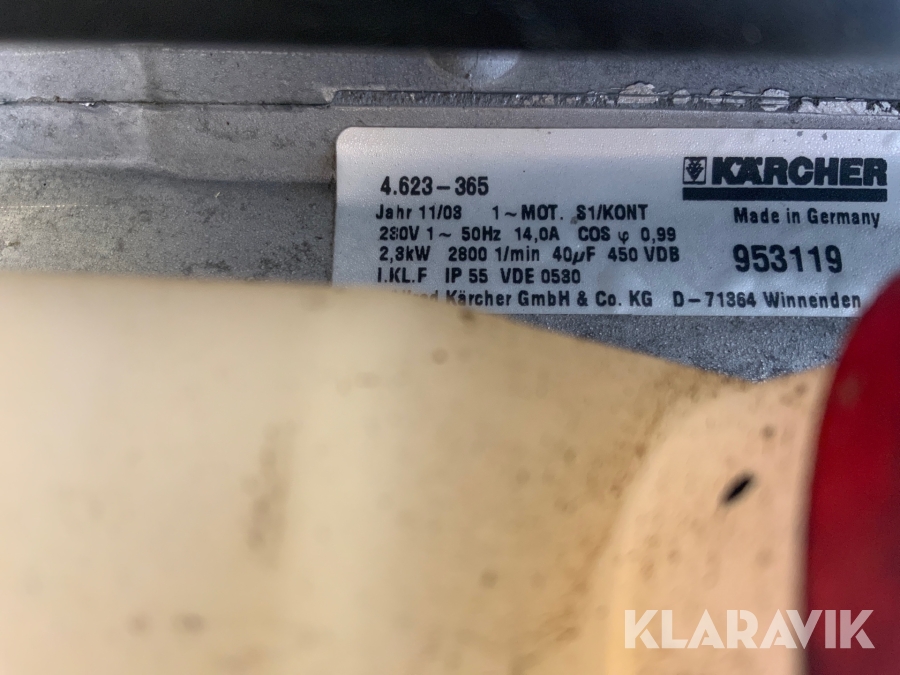 4.623-365
KÄRCHER
Jahr 11/03 1~MOT. S1/KONT
Made in Germany
230V 1~ 50Hz 14,0A COS φ 0,99
2,3kW 2800 1/min 40µF 450 VDB
953119
I.KL.F IP 55 VDE 0530
Kärcher GmbH & Co. KG D-71364 Winnenden
KLARAVIK